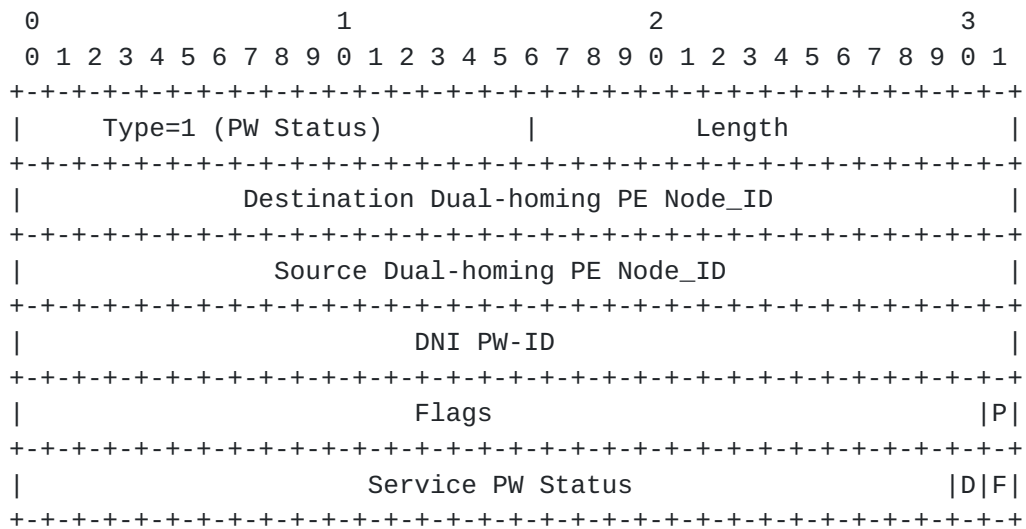 0                   1                   2                   3
 0 1 2 3 4 5 6 7 8 9 0 1 2 3 4 5 6 7 8 9 0 1 2 3 4 5 6 7 8 9 0 1
+-+-+-+-+-+-+-+-+-+-+-+-+-+-+-+-+-+-+-+-+-+-+-+-+-+-+-+-+-+-+-+-+
|     Type=1 (PW Status)         |          Length              |
+-+-+-+-+-+-+-+-+-+-+-+-+-+-+-+-+-+-+-+-+-+-+-+-+-+-+-+-+-+-+-+-+
|              Destination Dual-homing PE Node_ID               |
+-+-+-+-+-+-+-+-+-+-+-+-+-+-+-+-+-+-+-+-+-+-+-+-+-+-+-+-+-+-+-+-+
|                Source Dual-homing PE Node_ID                  |
+-+-+-+-+-+-+-+-+-+-+-+-+-+-+-+-+-+-+-+-+-+-+-+-+-+-+-+-+-+-+-+-+
|                         DNI PW-ID                             |
+-+-+-+-+-+-+-+-+-+-+-+-+-+-+-+-+-+-+-+-+-+-+-+-+-+-+-+-+-+-+-+-+
|                         Flags                               |P|
+-+-+-+-+-+-+-+-+-+-+-+-+-+-+-+-+-+-+-+-+-+-+-+-+-+-+-+-+-+-+-+-+
|                      Service PW Status                    |D|F|
+-+-+-+-+-+-+-+-+-+-+-+-+-+-+-+-+-+-+-+-+-+-+-+-+-+-+-+-+-+-+-+-+